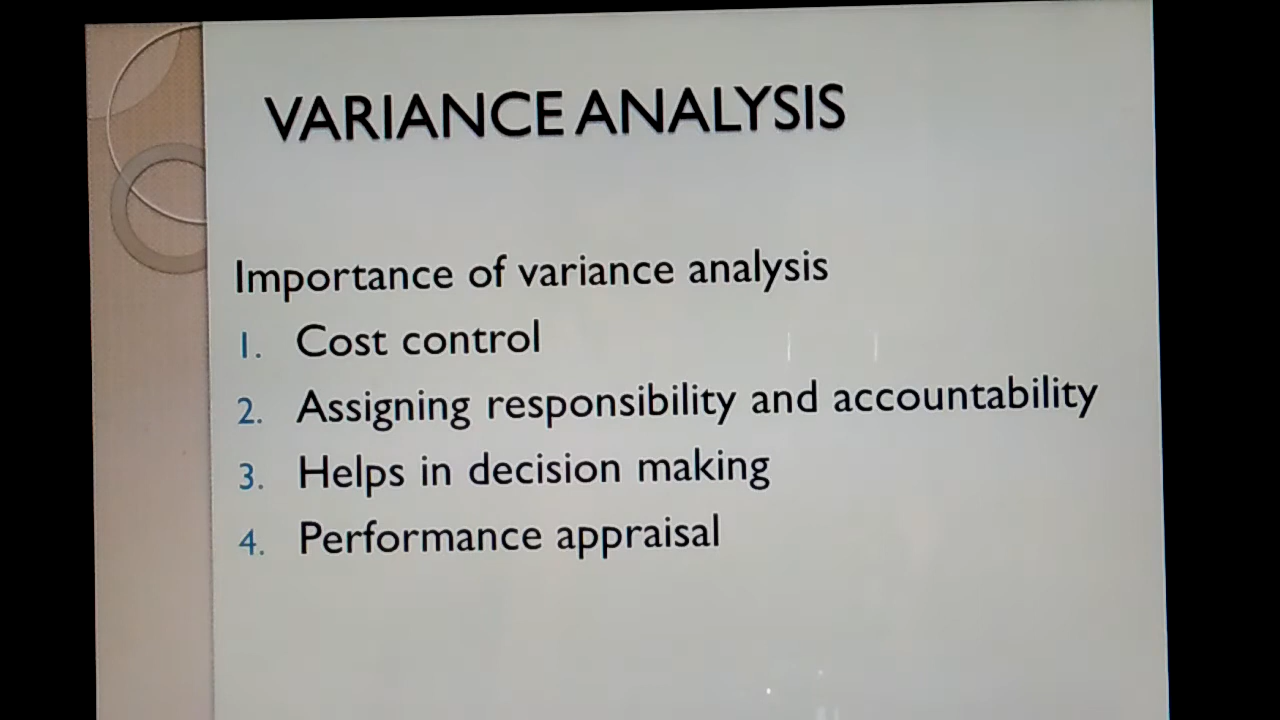 VARIANCE ANALYSIS
Importance of variance analysis
1. Cost control
2. Assigning responsibility and accountability
3. Helps in decision making
4. Performance appraisal